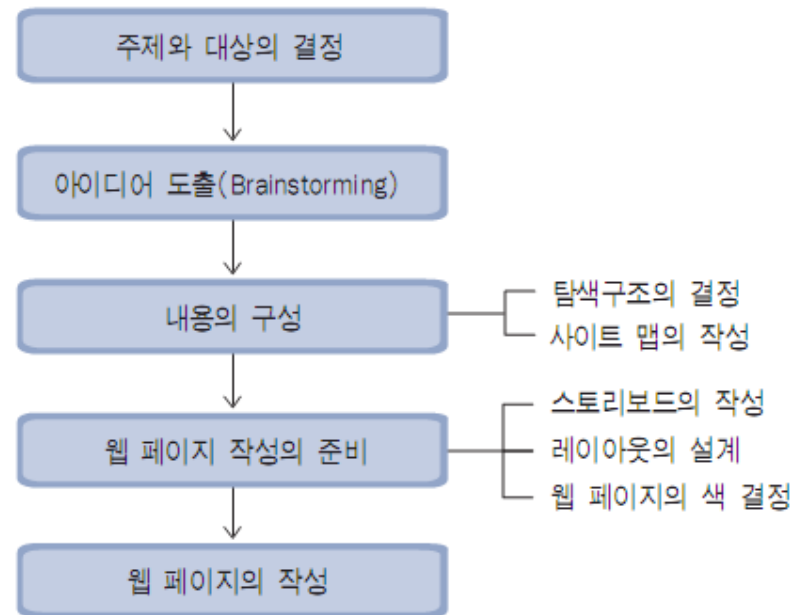 주제와 대상의 결정
아이디어 도출(Brainstorming)
내용의 구성
탐색구조의 결정
사이트 맵의 작성
웹 페이지 작성의 준비
스토리보드의 작성
레이아웃의 설계
웹 페이지의 색 결정
웹 페이지의 작성